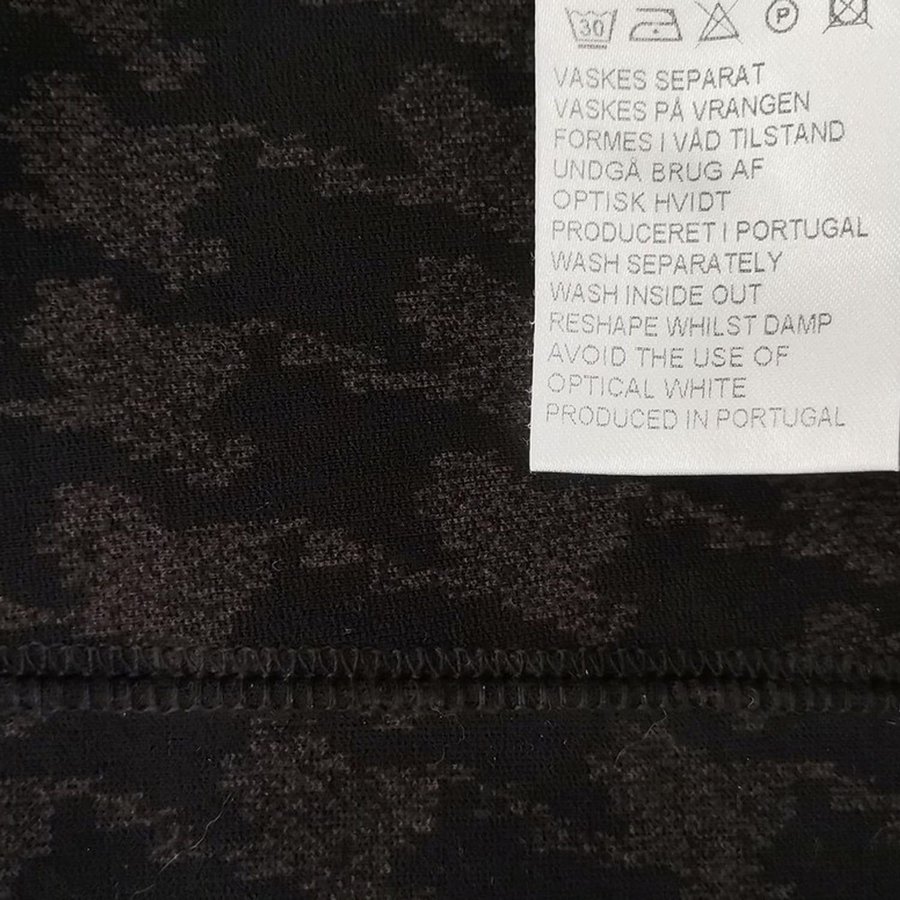 30 P
VASKES SEPARAT
VASKES PÅ VRANGEN
FORMES I VÅD TILSTAND
UNDGÅ BRUG AF
OPTISK HVIDT
PRODUCERET I PORTUGAL
WASH SEPARATELY
WASH INSIDE OUT
RESHAPE WHILST DAMP
AVOID THE USE OF
OPTICAL WHITE
PRODUCED IN PORTUGAL